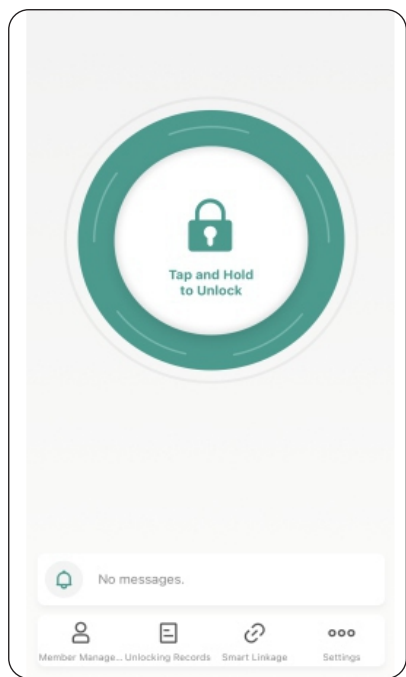 Tap and Hold
to Unlock
No messages.
Member Manage... Unlocking Records Smart Linkage Settings